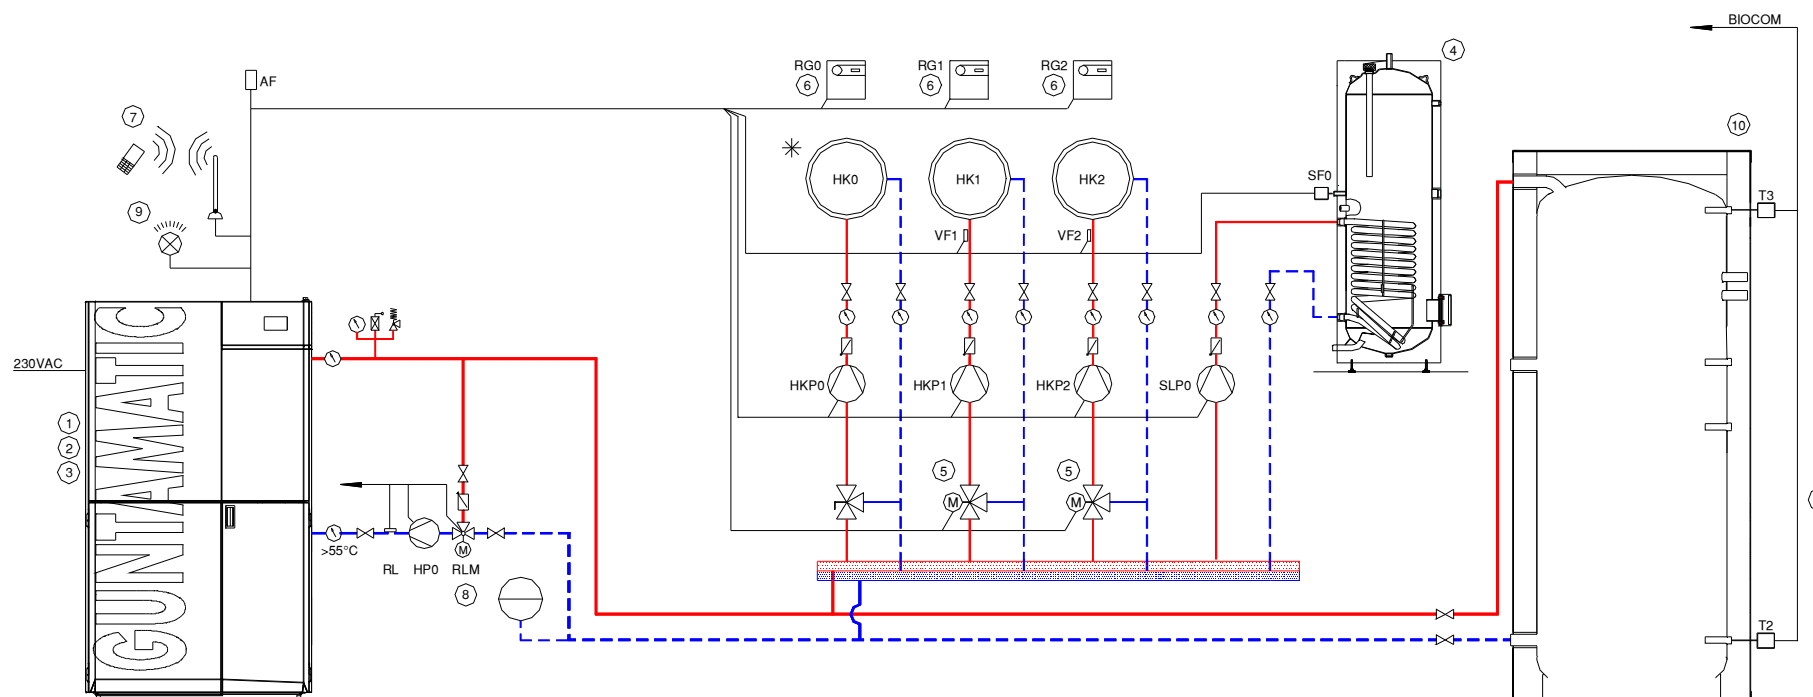 BIOCOM
4
RG0
RG1
RG2
6
6
6
AF
7
10
HK0
HK1
HK2
SF0
T3
9
VF1
VF2
230VAC
GUNTAMATIC
HKP0
HKP1
HKP2
SLP0
1
2
3
5
5
M
M
>55°C
M
RL
HP0
RLM
8
T2